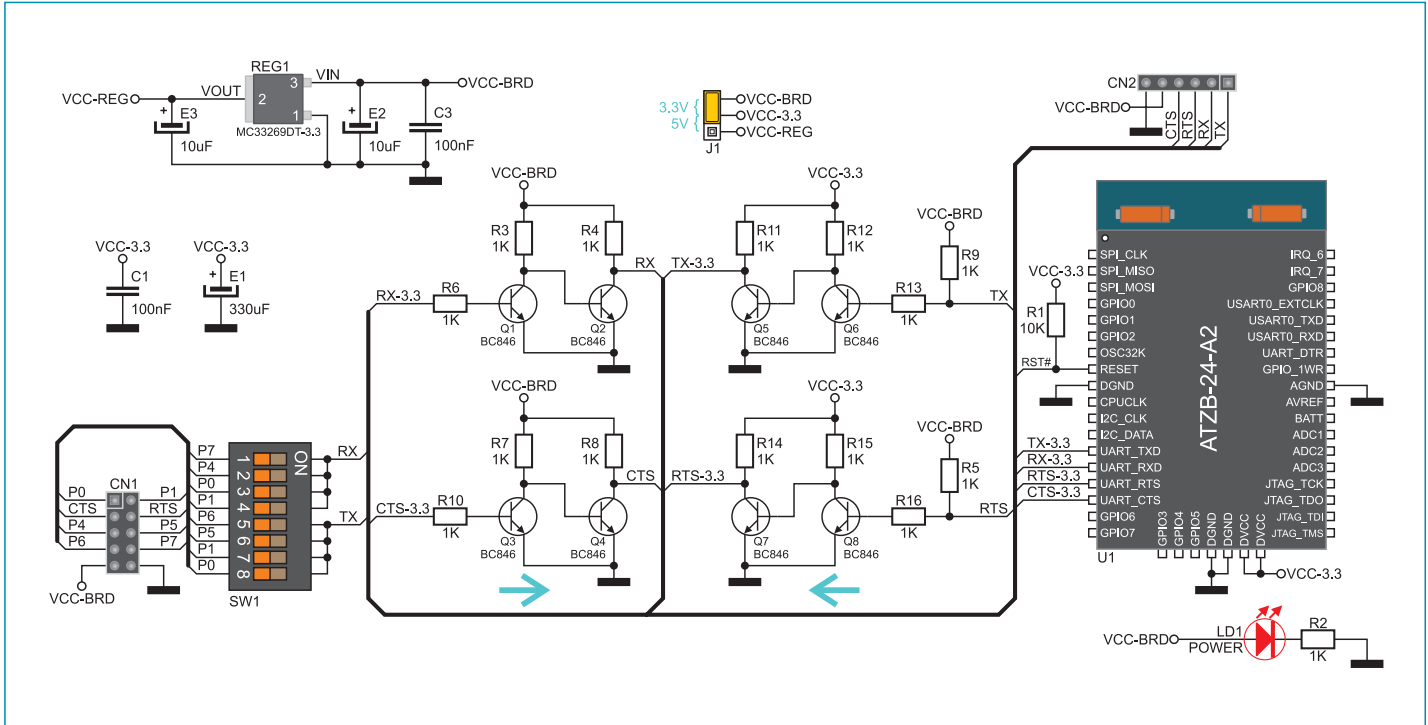 REG1
VCC-REG
VOUT
2
3
1
VIN
VCC-BRD
MC33269DT-3.3
+
E3
10uF
+
E2
10uF
C3
100nF
3.3V
5V
VCC-BRD
VCC-3.3
VCC-REG
J1
CN2
VCC-BRD
CTS
RTS
RX
TX
VCC-3.3
C1
100nF
VCC-3.3
+
E1
330uF
VCC-BRD
R3
1K
R4
1K
RX
RX-3.3
R6
1K
Q1
BC846
Q2
BC846
VCC-3.3
R11
1K
R12
1K
TX-3.3
VCC-BRD
R9
1K
R13
1K
TX
Q5
BC846
Q6
BC846
VCC-BRD
R7
1K
R8
1K
CTS
CTS-3.3
R10
1K
Q3
BC846
Q4
BC846
VCC-3.3
R14
1K
R15
1K
RTS-3.3
VCC-BRD
R5
1K
R16
1K
RTS
Q7
BC846
Q8
BC846
CN1
P0
CTS
P4
P6
P1
RTS
P5
P7
VCC-BRD
P7
P4
P0
P1
P6
P5
P1
P0
1
2
3
4
5
6
7
8
ON
SW1
RX
TX
VCC-3.3
R1
10K
RST#
TX-3.3
RX-3.3
RTS-3.3
CTS-3.3
ATZB-24-A2
SPI_CLK
SPI_MISO
SPI_MOSI
GPIO0
GPIO1
GPIO2
OSC32K
RESET
DGND
CPUCLK
I2C_CLK
I2C_DATA
UART_TXD
UART_RXD
UART_RTS
UART_CTS
GPIO6
GPIO7
GPIO3
GPIO4
GPIO5
DGND
DGND
DVCC
DVCC
IRQ_6
IRQ_7
GPIO8
USART0_EXTCLK
USART0_TXD
USART0_RXD
UART_DTR
GPIO_1WR
AGND
AVREF
BATT
ADC1
ADC2
ADC3
JTAG_TCK
JTAG_TDO
JTAG_TDI
JTAG_TMS
U1
VCC-3.3
VCC-BRD
LD1
POWER
R2
1K